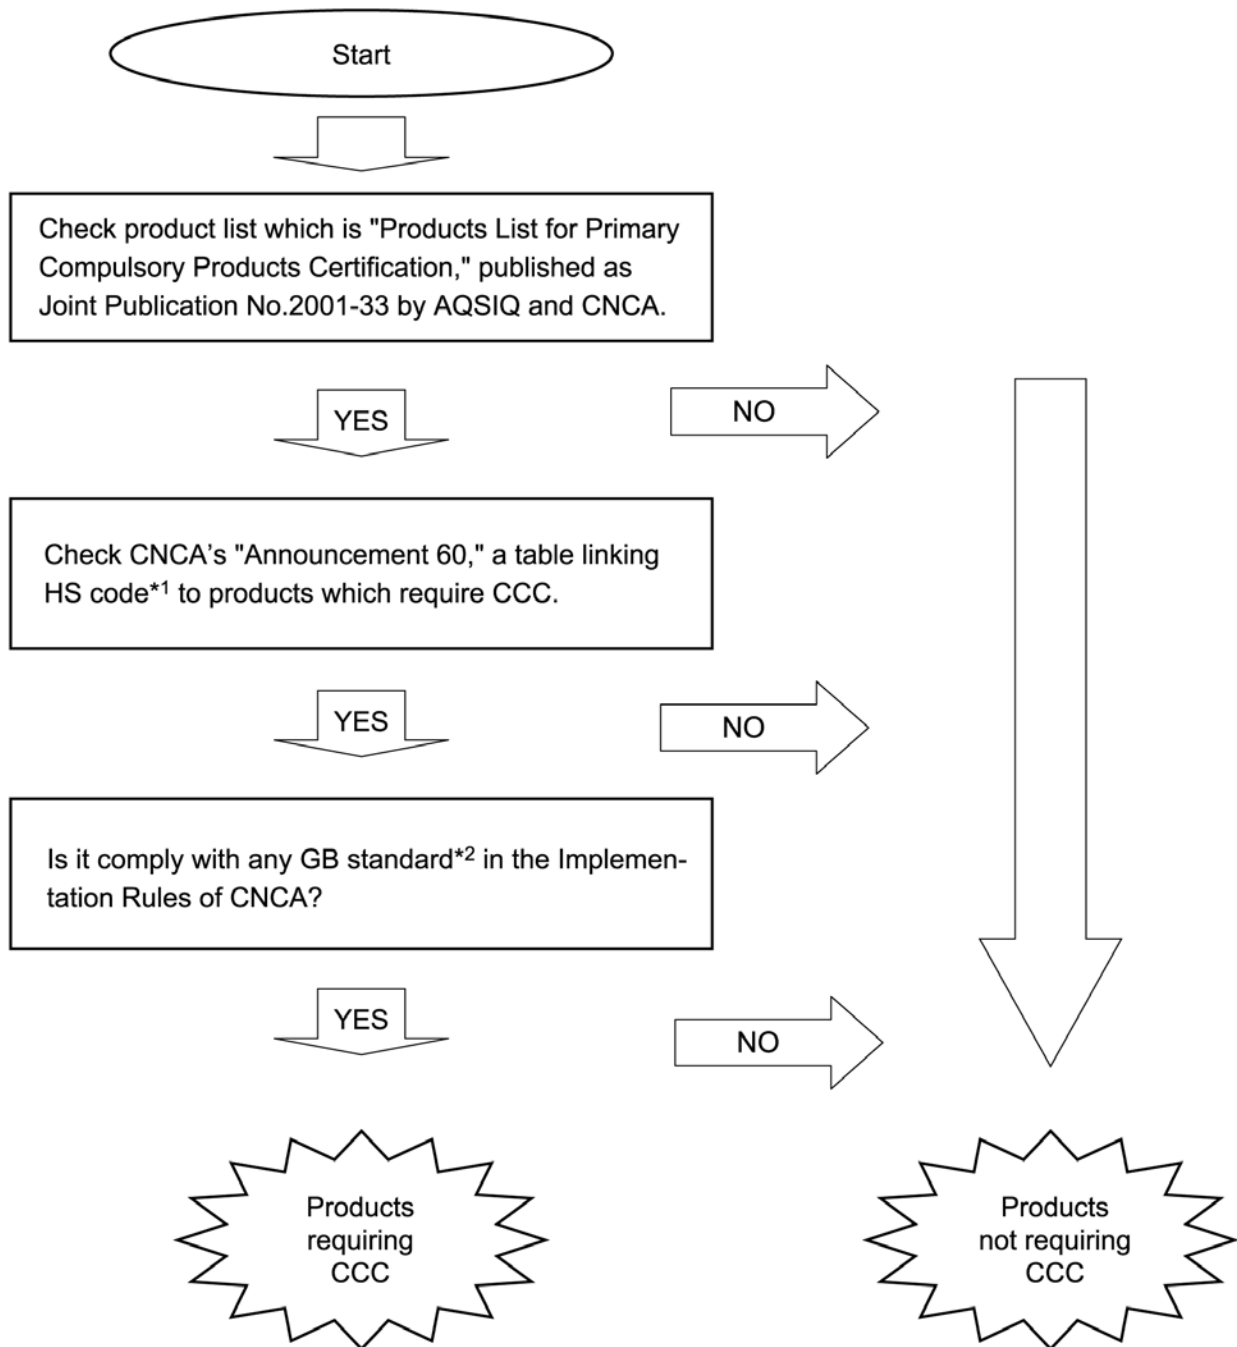 Start
Check product list which is "Products List for Primary
Compulsory Products Certification," published as
Joint Publication No.2001-33 by AQSIQ and CNCA.
YES
NO
Check CNCA’s "Announcement 60," a table linking
HS code*1 to products which require CCC.
YES
NO
Is it comply with any GB standard*2 in the Implemen-
tation Rules of CNCA?
YES
NO
Products
requiring
CCC
Products
not requiring
CCC